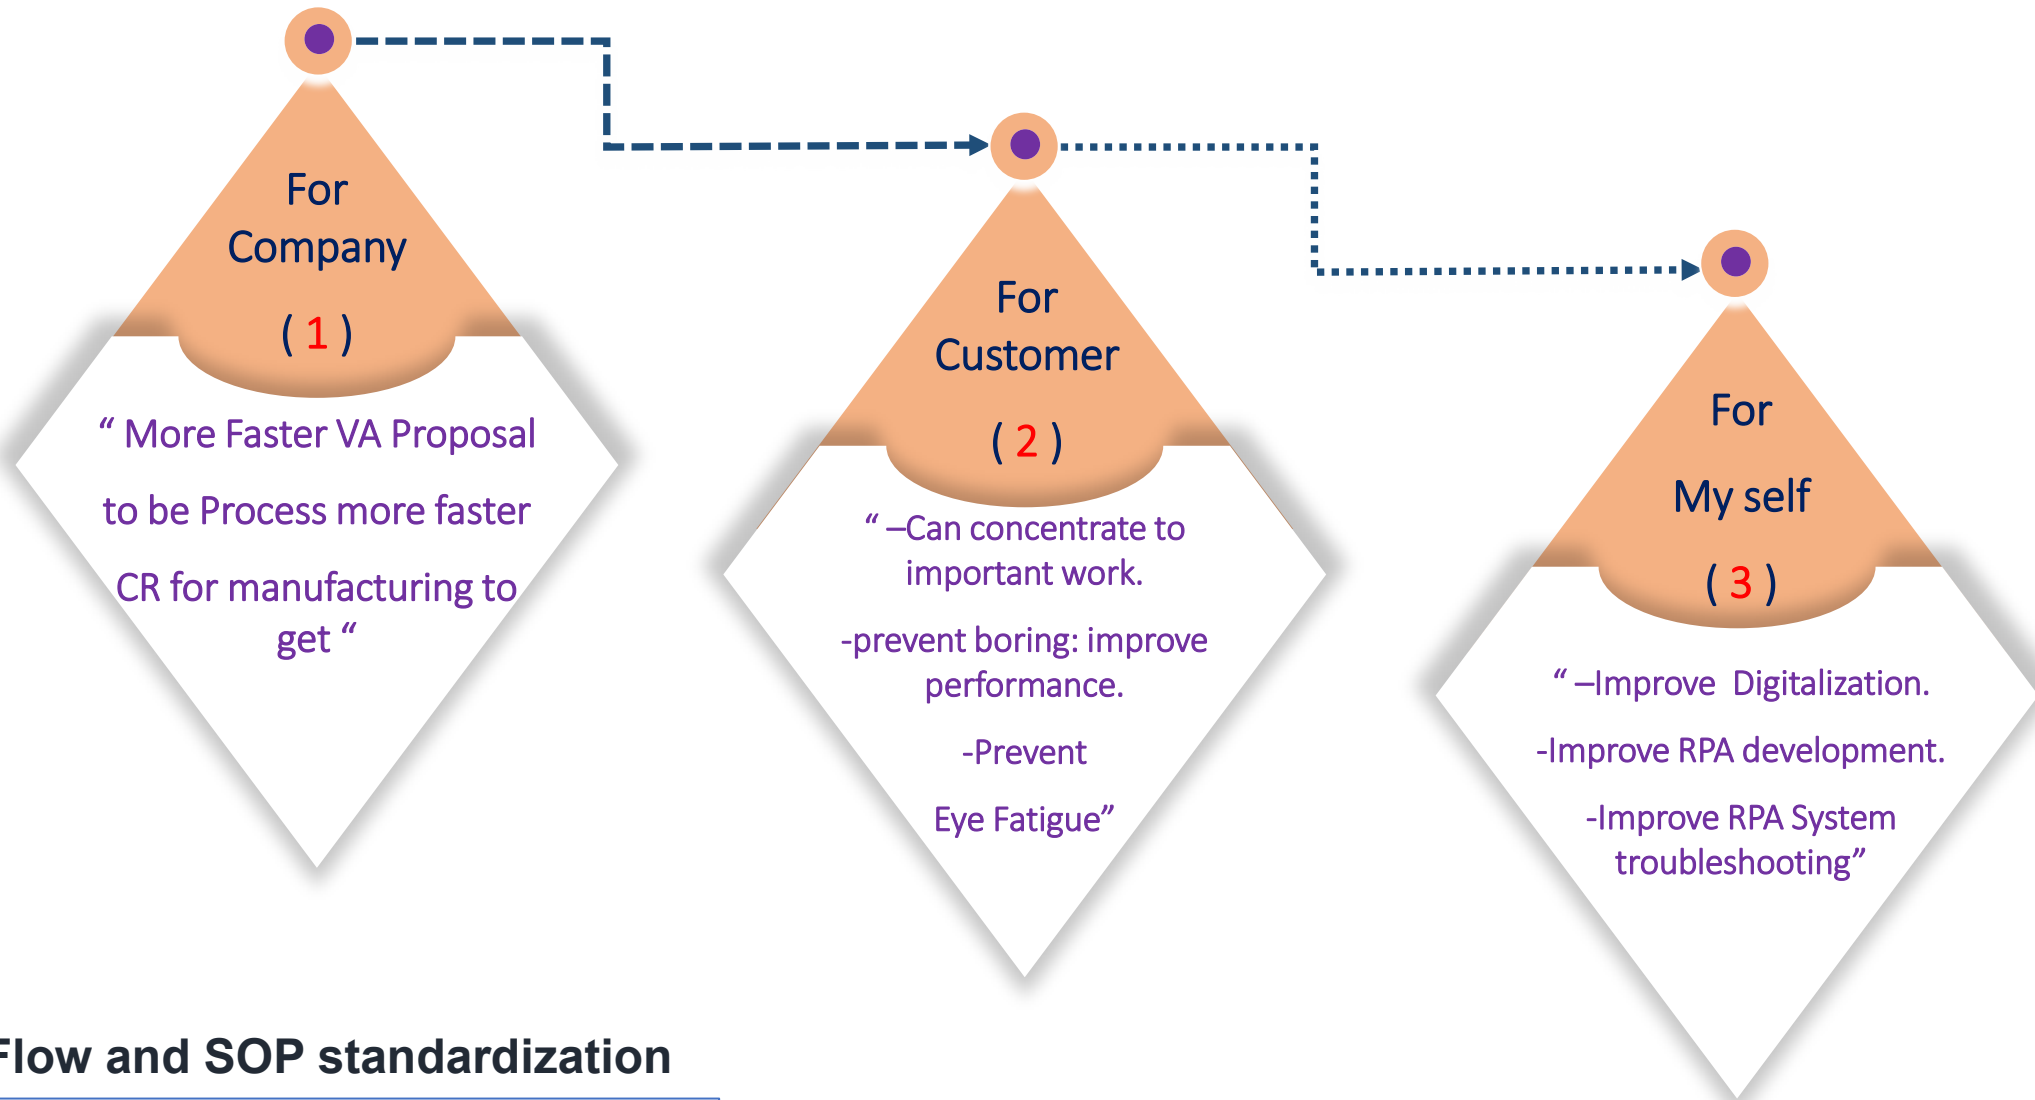 For
Company
( 1 )
“ More Faster VA Proposal
to be Process more faster
CR for manufacturing to
get “
For
Customer
( 2 )
“ –Can concentrate to
important work.
-prevent boring: improve
performance.
-Prevent
Eye Fatigue”
For
My self
( 3 )
“ –Improve  Digitalization.
-Improve RPA development.
-Improve RPA System
troubleshooting”
Flow and SOP standardization